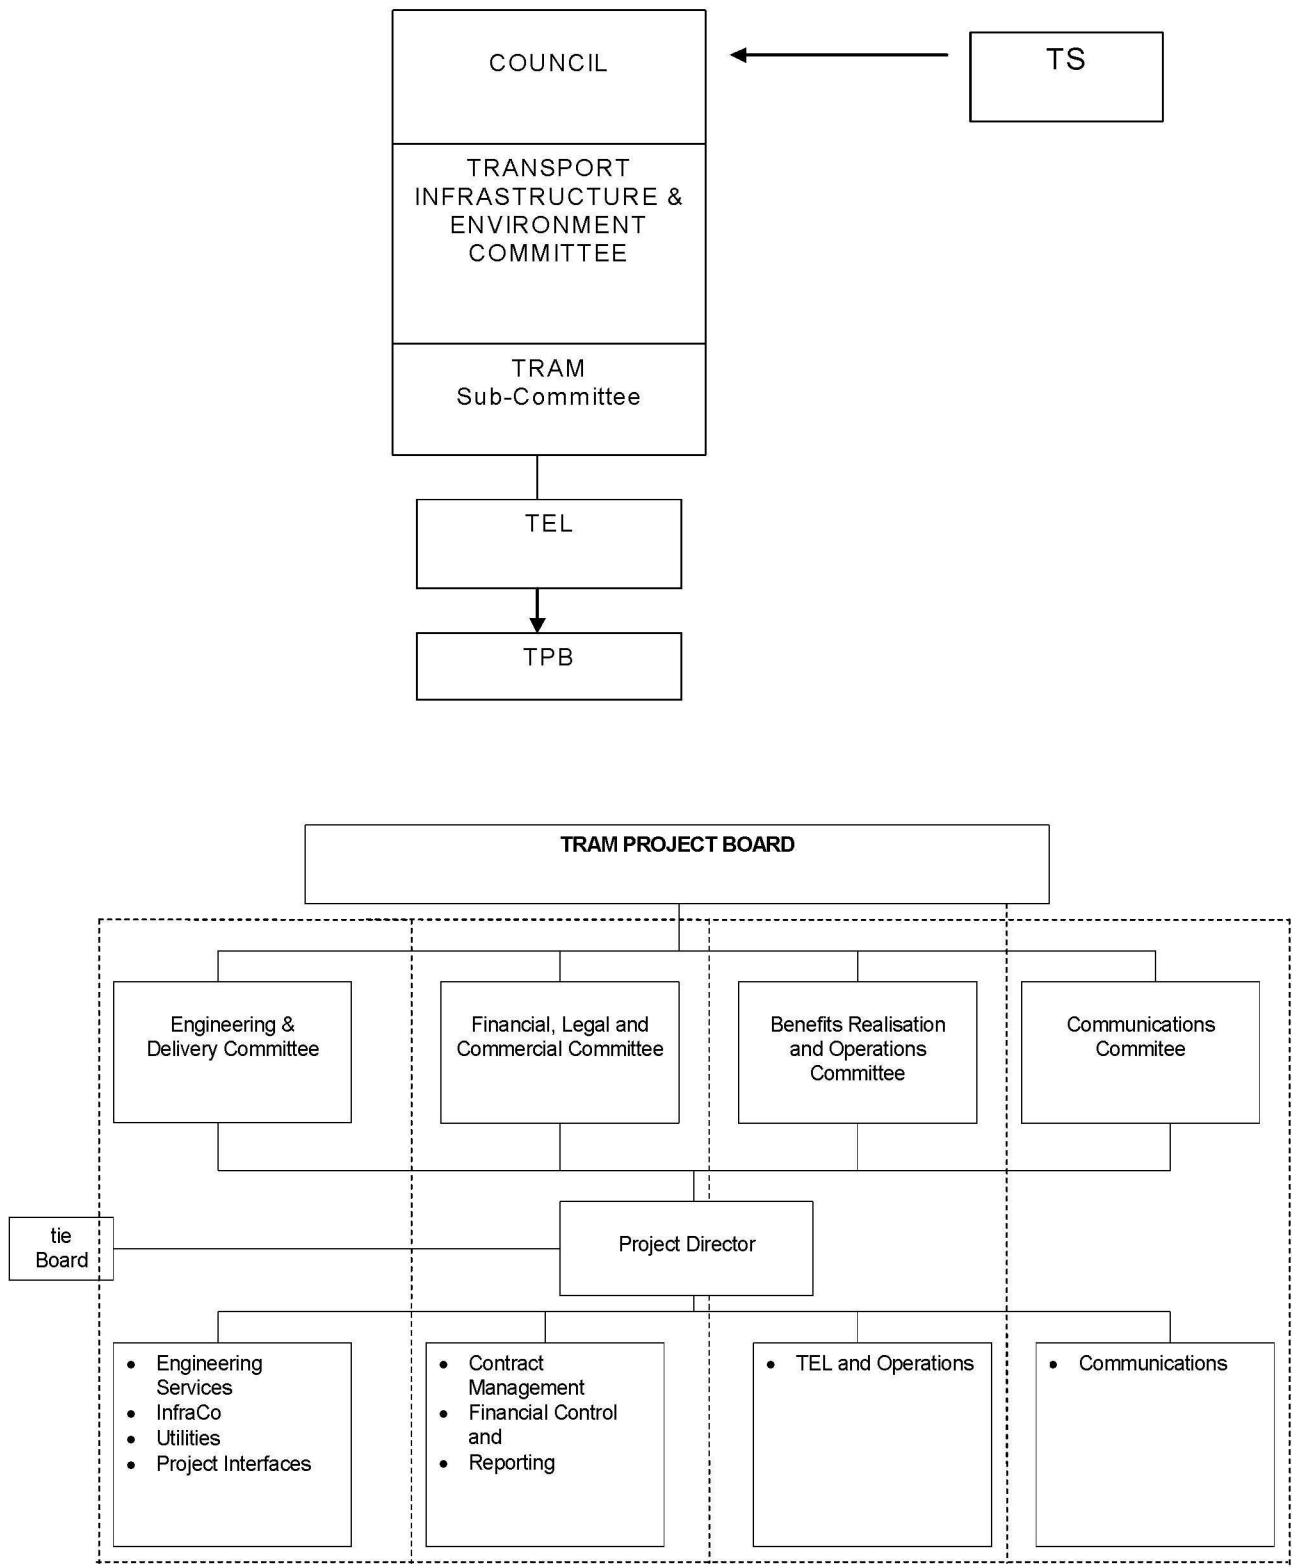 COUNCIL
TS
TRANSPORT
INFRASTRUCTURE &
ENVIRONMENT
COMMITTEE
TRAM
Sub-Committee
TEL
TPB
TRAM PROJECT BOARD
Engineering &
Delivery Committee
Financial, Legal and
Commercial Committee
Benefits Realisation
and Operations
Committee
Communications
Commitee
tie
Board
Project Director
• Engineering
Services
• InfraCo
• Utilities
• Project Interfaces
• Contract
Management
• Financial Control
and
• Reporting
• TEL and Operations
• Communications